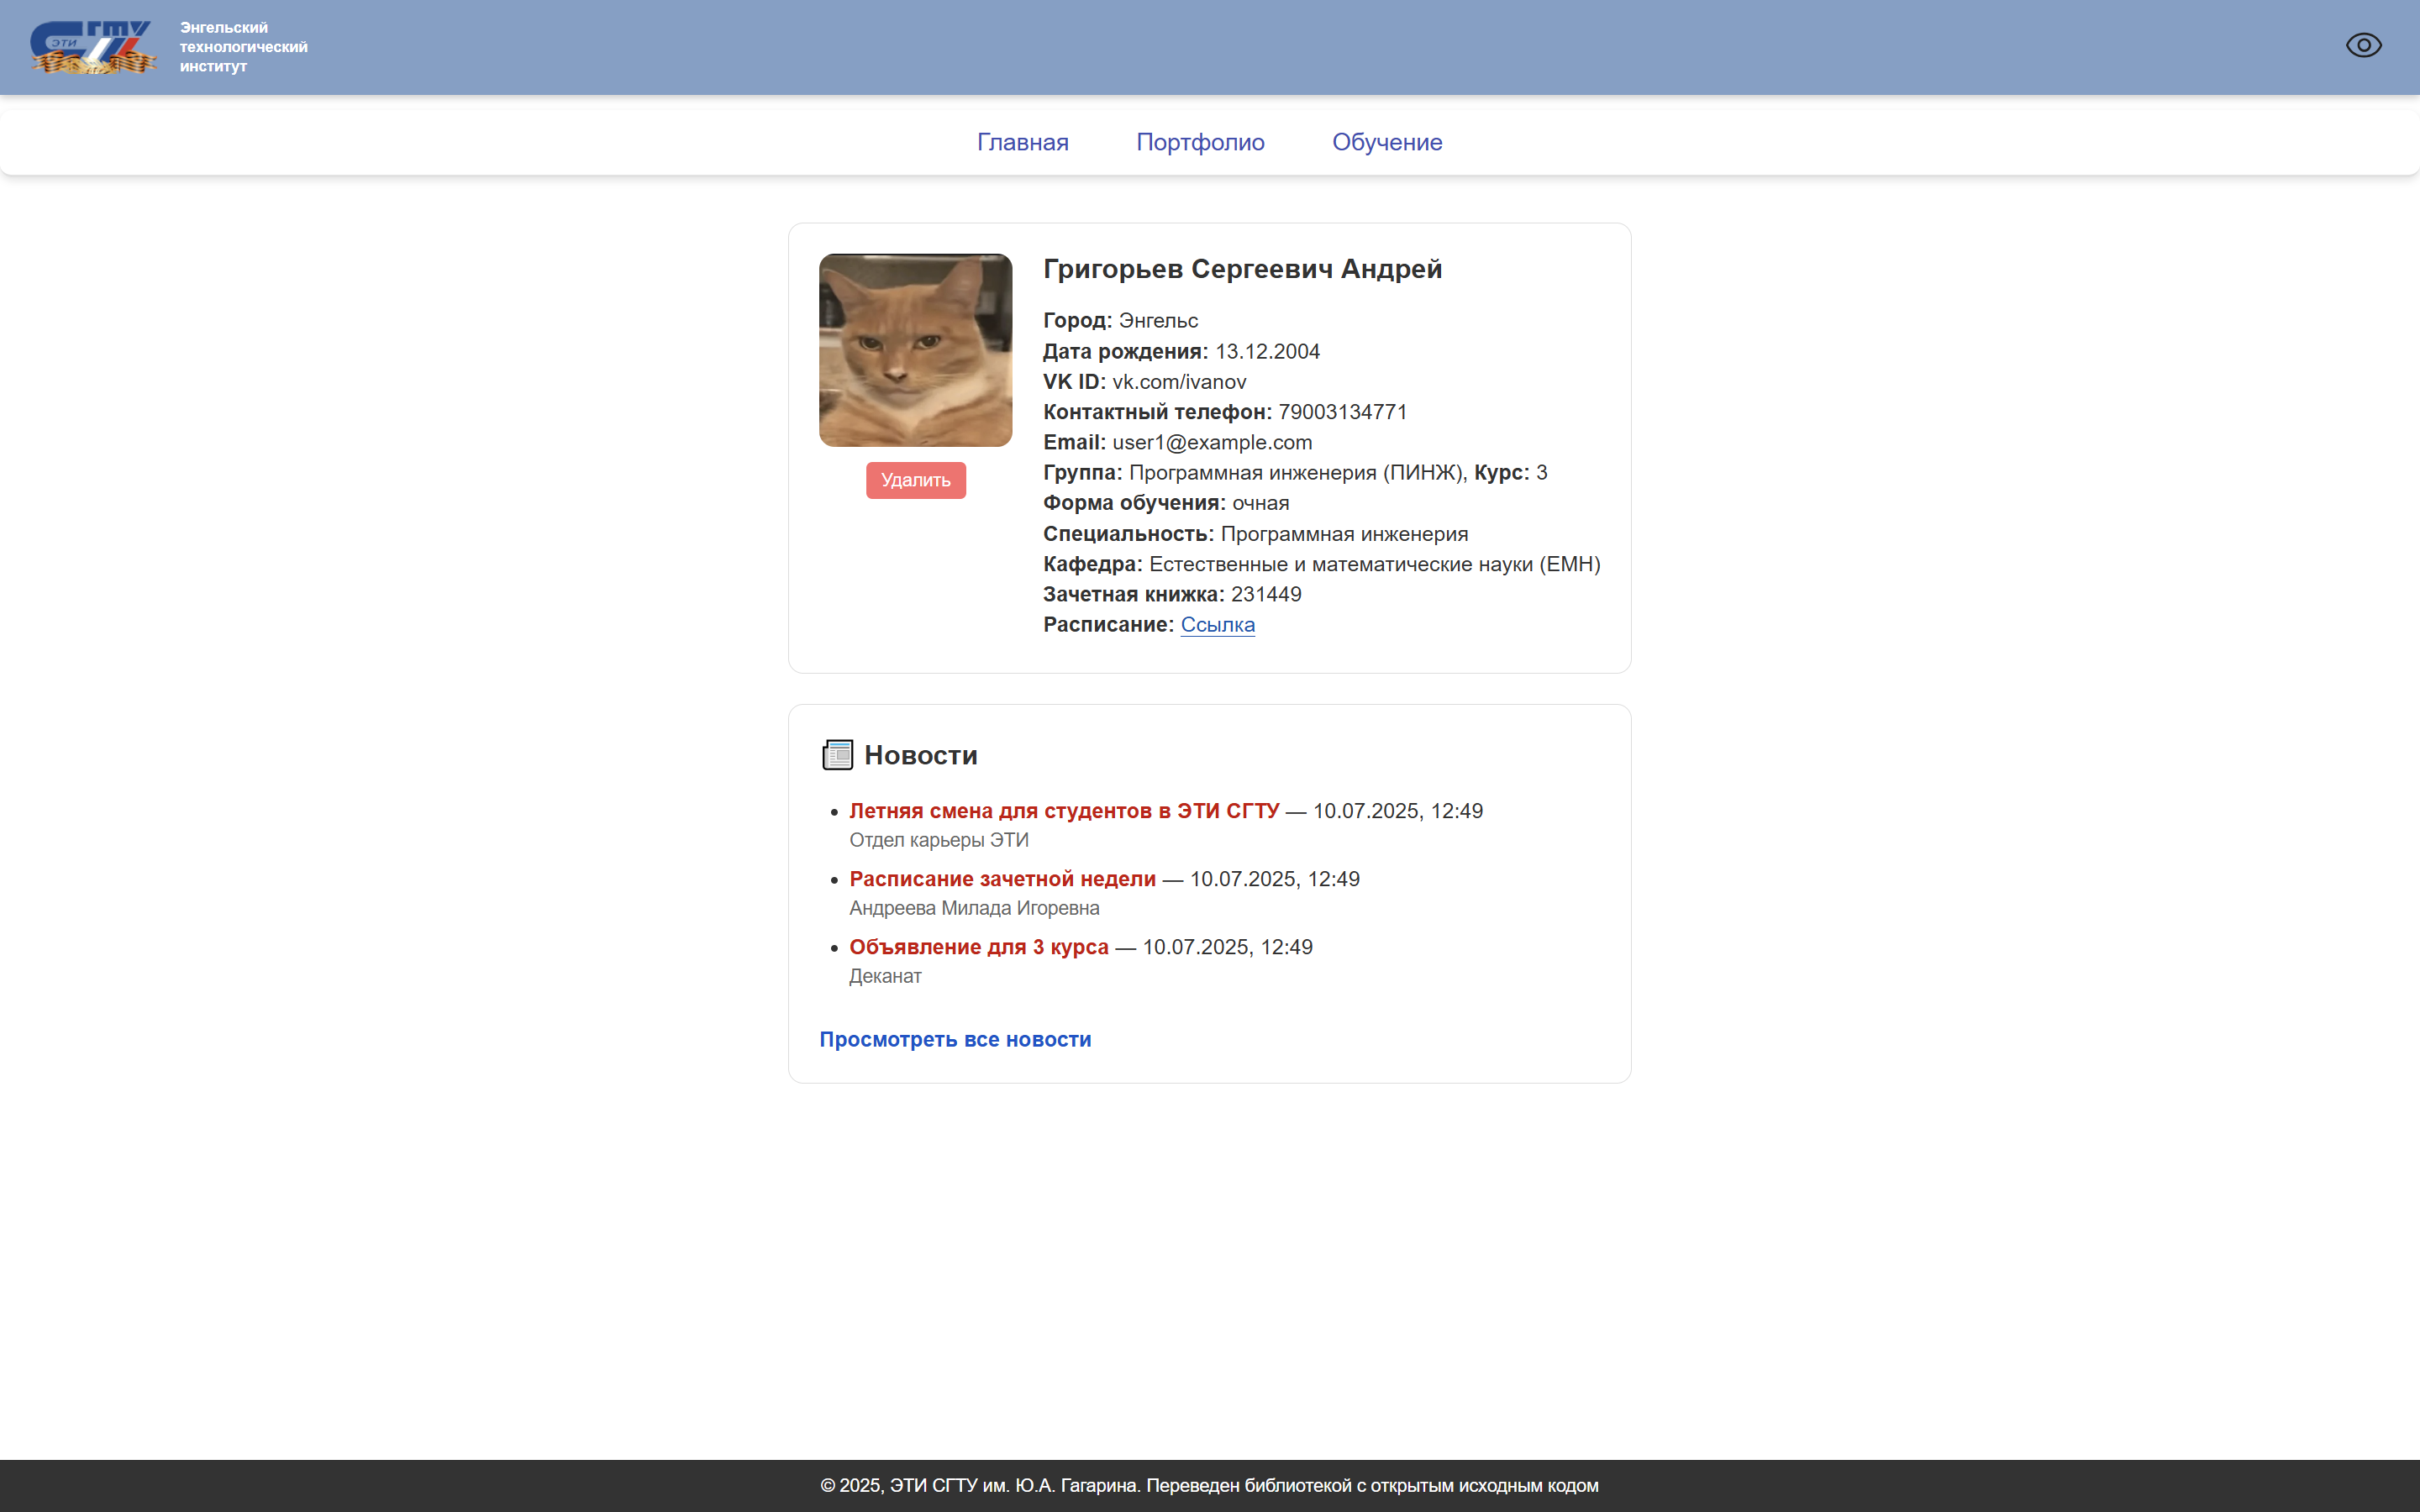 СГТУ
ЭТИ
Энгельский
технологический
институт
Главная Портфолио Обучение
Григорьев Сергеевич Андрей
Город: Энгельс
Дата рождения: 13.12.2004
VK ID: vk.com/ivanov
Контактный телефон: 79003134771
Email: user1@example.com
Группа: Программная инженерия (ПИНЖ), Курс: 3
Форма обучения: очная
Специальность: Программная инженерия
Кафедра: Естественные и математические науки (ЕМН)
Зачетная книжка: 231449
Расписание: Ссылка
Удалить
Новости
Летняя смена для студентов в ЭТИ СГТУ — 10.07.2025, 12:49
Отдел карьеры ЭТИ
Расписание зачетной недели — 10.07.2025, 12:49
Андреева Милада Игоревна
Объявление для 3 курса — 10.07.2025, 12:49
Деканат
Просмотреть все новости
© 2025, ЭТИ СГТУ им. Ю.А. Гагарина. Переведен библиотекой с открытым исходным кодом